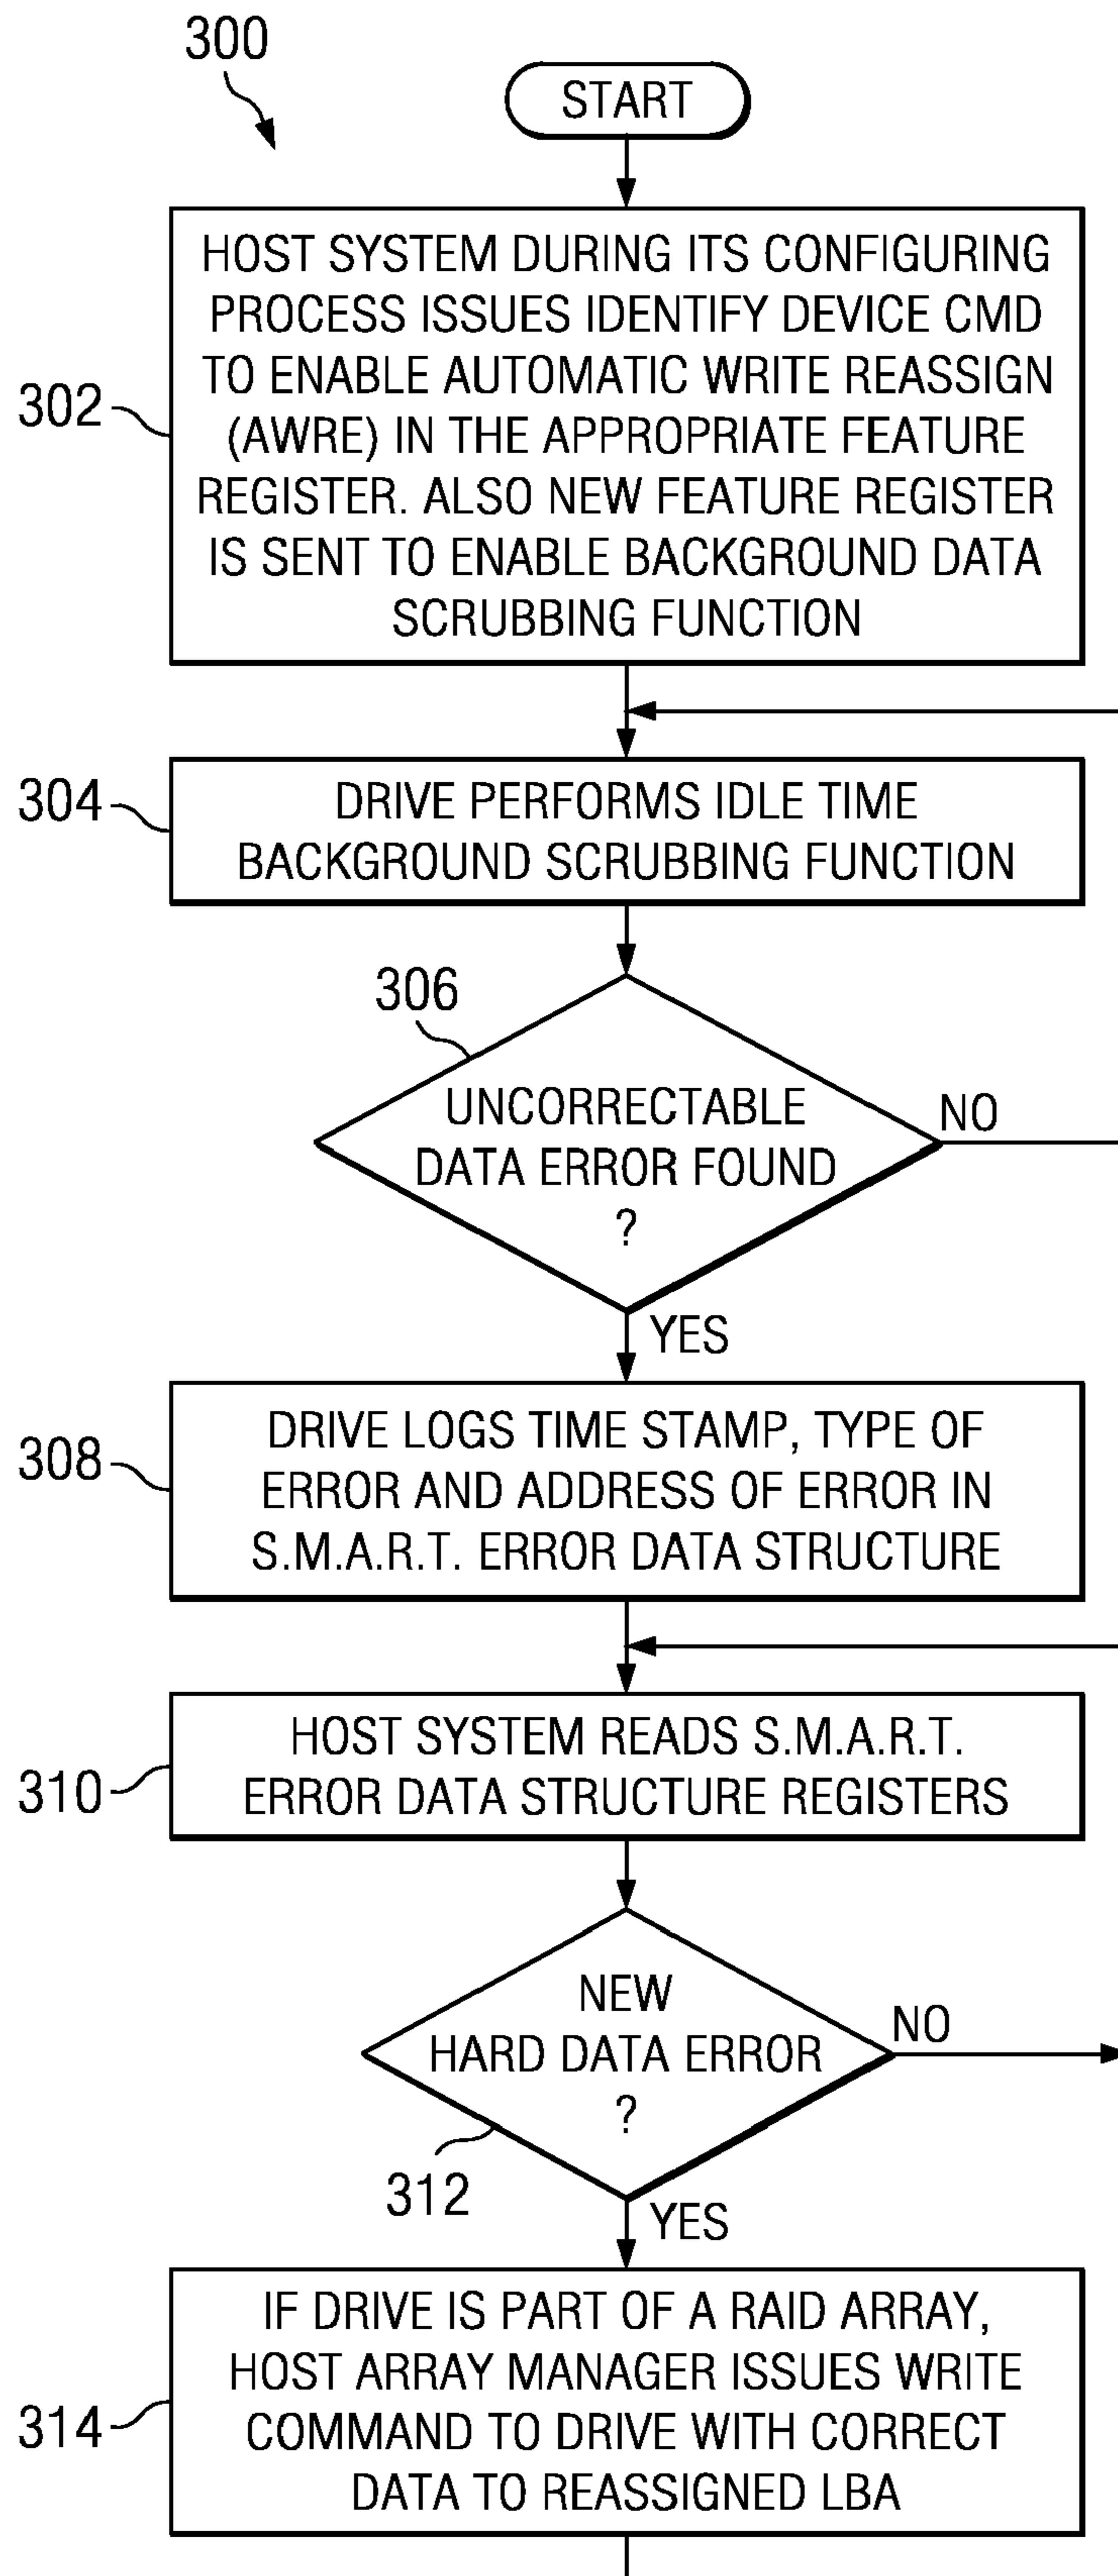 300
START
HOST SYSTEM DURING ITS CONFIGURING
PROCESS ISSUES IDENTIFY DEVICE CMD
TO ENABLE AUTOMATIC WRITE REASSIGN
(AWRE) IN THE APPROPRIATE FEATURE
REGISTER. ALSO NEW FEATURE REGISTER
IS SENT TO ENABLE BACKGROUND DATA
SCRUBBING FUNCTION
302
304
DRIVE PERFORMS IDLE TIME
BACKGROUND SCRUBBING FUNCTION
306
UNCORRECTABLE
DATA ERROR FOUND
?
NO
YES
308
DRIVE LOGS TIME STAMP, TYPE OF
ERROR AND ADDRESS OF ERROR IN
S.M.A.R.T. ERROR DATA STRUCTURE
310
HOST SYSTEM READS S.M.A.R.T.
ERROR DATA STRUCTURE REGISTERS
NEW
HARD DATA ERROR
?
NO
312
YES
314
IF DRIVE IS PART OF A RAID ARRAY,
HOST ARRAY MANAGER ISSUES WRITE
COMMAND TO DRIVE WITH CORRECT
DATA TO REASSIGNED LBA